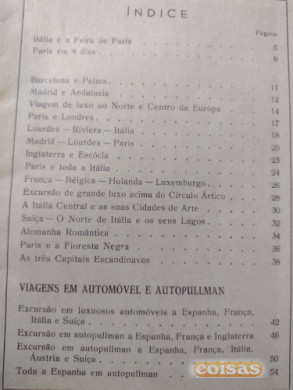 ÍNDICE
Página
Itália e a Feira de Paris . . . . . . . . . . 5
Paris em 8 dias . . . . . . . . . . 9
Barcelona e Palma . . . . . . . . . . 11
Madrid e Andaluzia . . . . . . . . . . 12
Viagem de luxo ao Norte e Centro da Europa . . . . 14
Paris e Londres . . . . . . . . . . 17
Lourdes — Riviera — Itália . . . . . . . . 18
Madrid — Lourdes — Paris . . . . . . . . 20
Inglaterra e Escócia . . . . . . . . . . 23
Paris e toda a Itália . . . . . . . . . . 24
França — Bélgica — Holanda — Luxemburgo . . . . 26
Excursão de grande luxo acima do Círculo Ártico . . . 28
A Itália Central e as suas Cidades de Arte . . . . 30
Suíça — O Norte de Itália e os seus Lagos . . . . 32
Alemanha Romântica . . . . . . . . . . 34
Paris e a Floresta Negra . . . . . . . . 36
As três Capitais Escandinavas . . . . . . . 38
VIAGENS EM AUTOMÓVEL E AUTOPULLMAN
Excursão em luxuosos automóveis a Espanha, França,
Itália e Suíça . . . . . . . . . . 42
Excursão em autopullman a Espanha, França e Inglaterra 46
Excursão em autopullman a Espanha, França, Itália,
Áustria e Suíça . . . . . . . . . . 50
Toda a Espanha em autopullman . . . . . . . 54
coisas